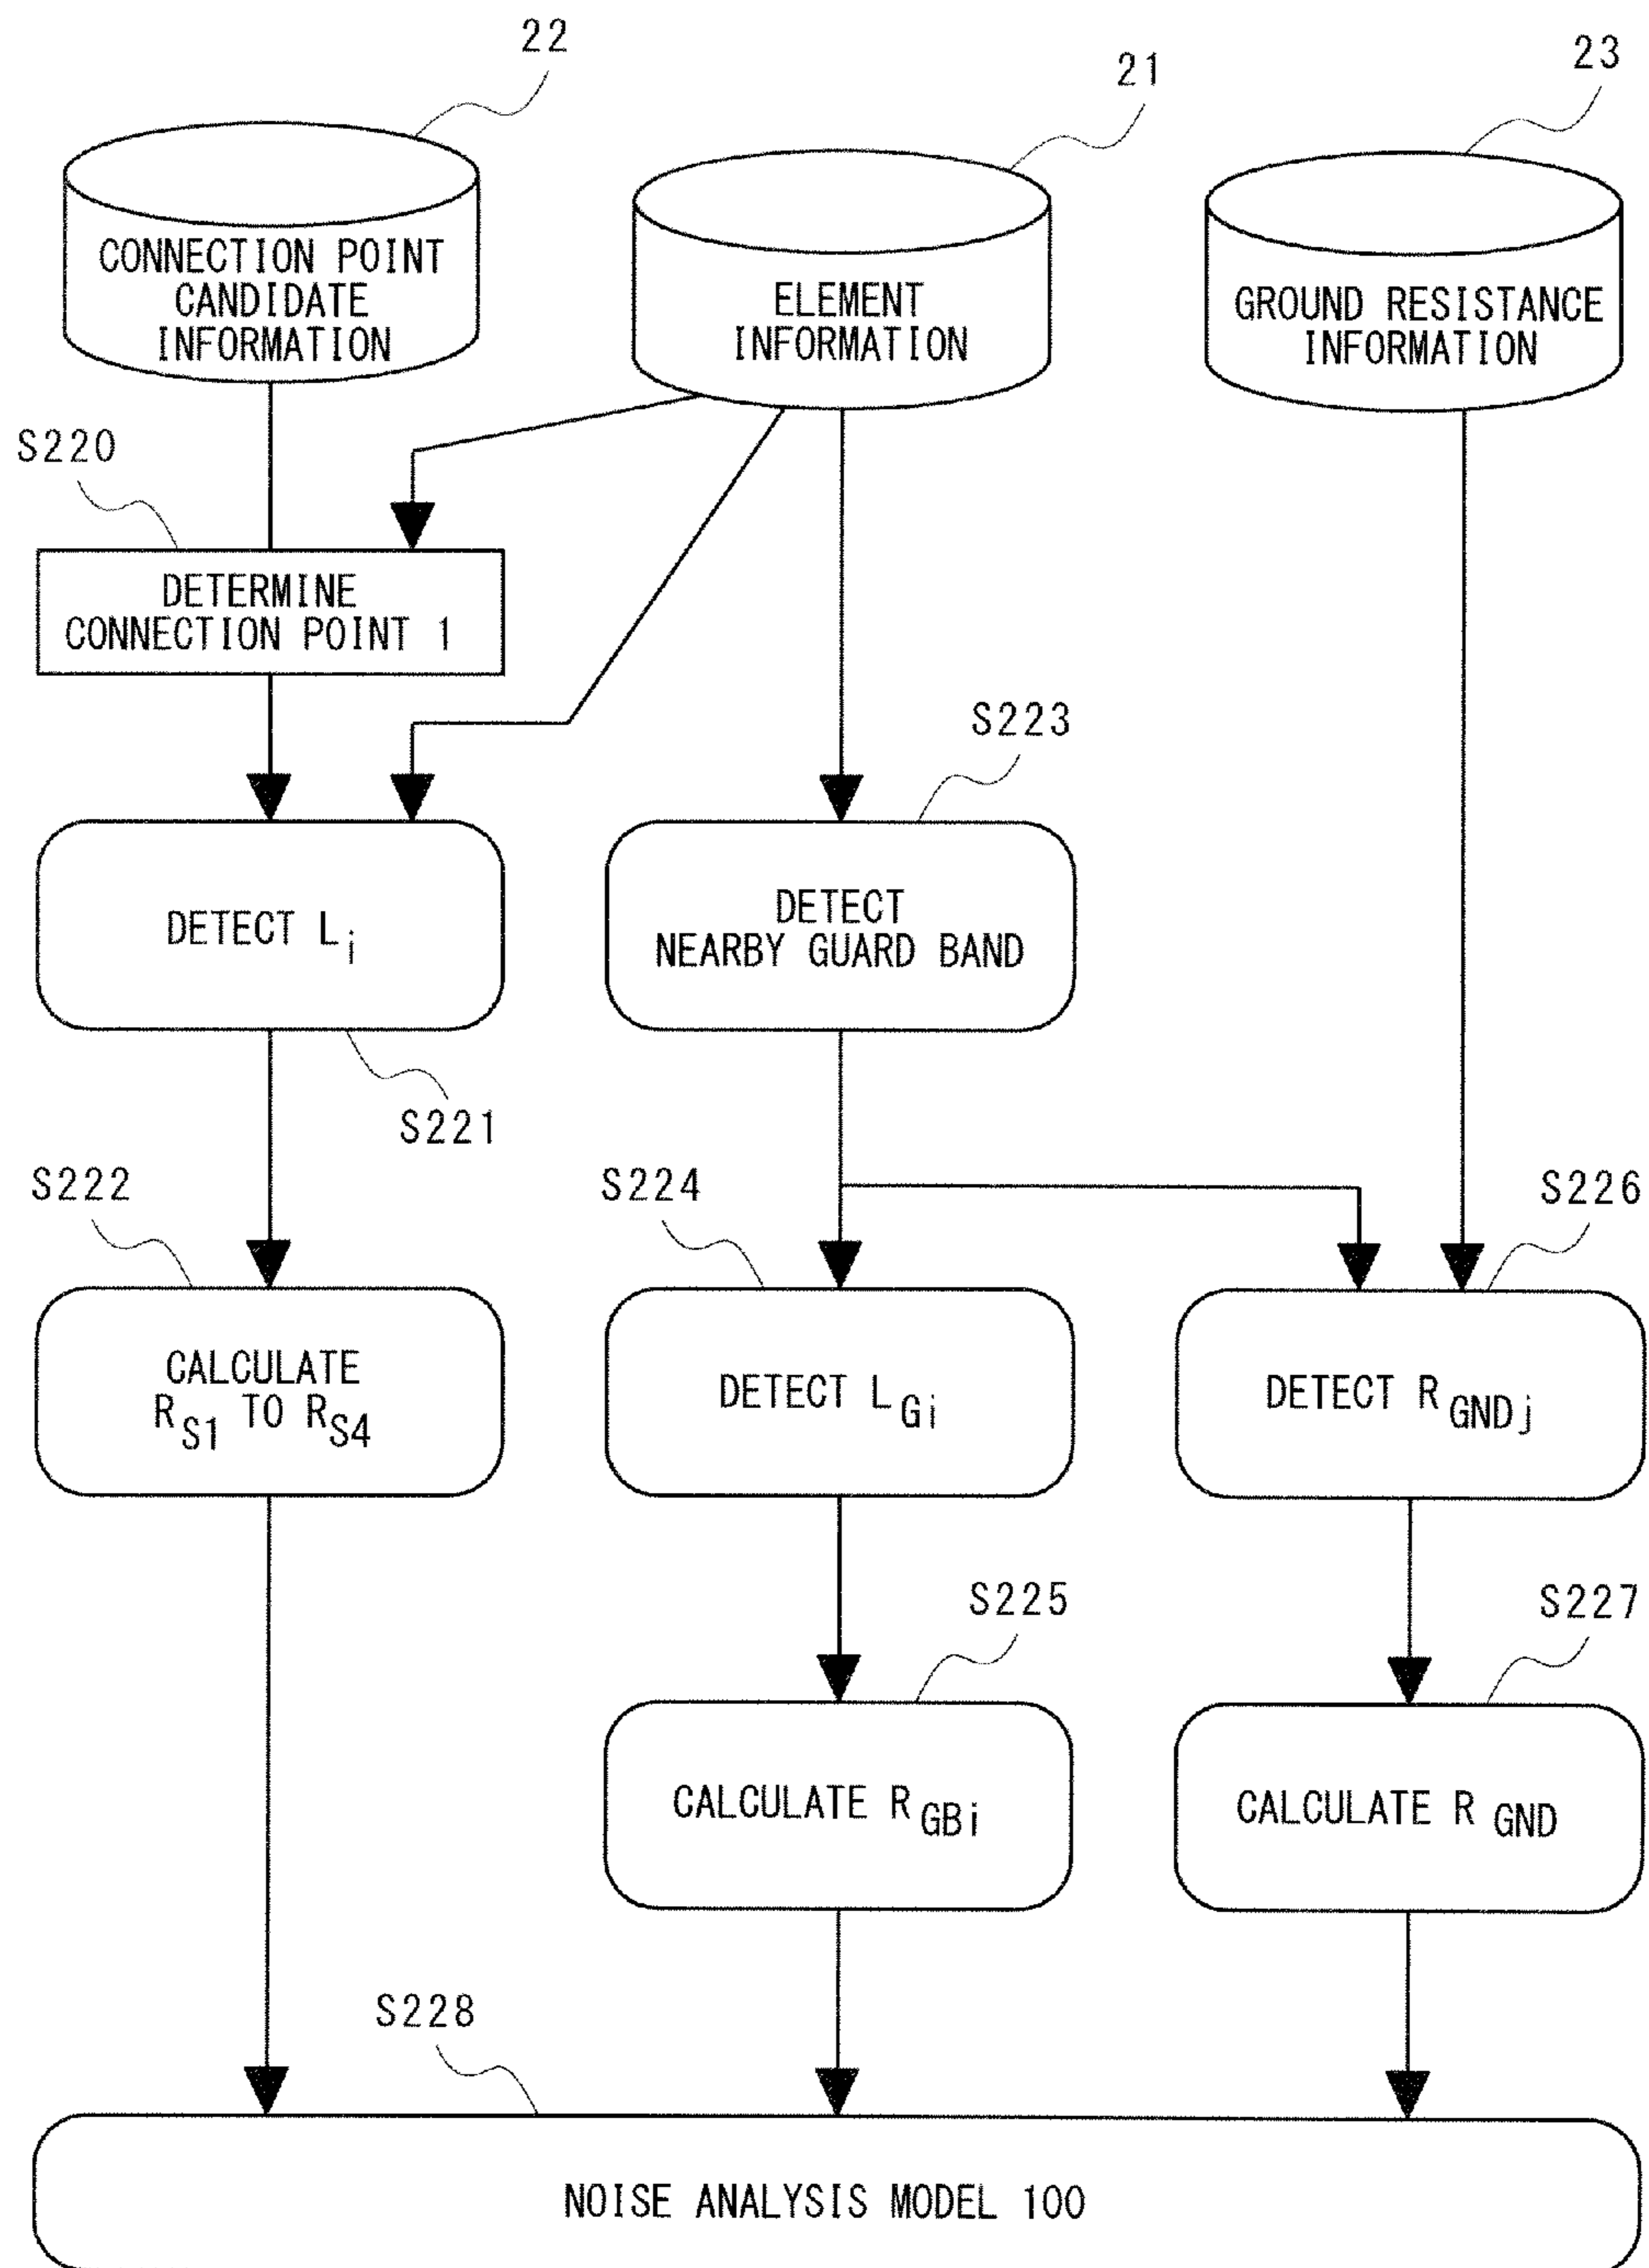 22
21
23
CONNECTION POINT
CANDIDATE
INFORMATION
ELEMENT
INFORMATION
GROUND RESISTANCE
INFORMATION
S220
DETERMINE
CONNECTION POINT 1
S223
DETECT Li
DETECT
NEARBY GUARD BAND
S221
S222
S224
S226
CALCULATE
RS1 TO RS4
DETECT LGi
DETECT RGNDj
S225
S227
CALCULATE RGBi
CALCULATE RGND
S228
NOISE ANALYSIS MODEL 100